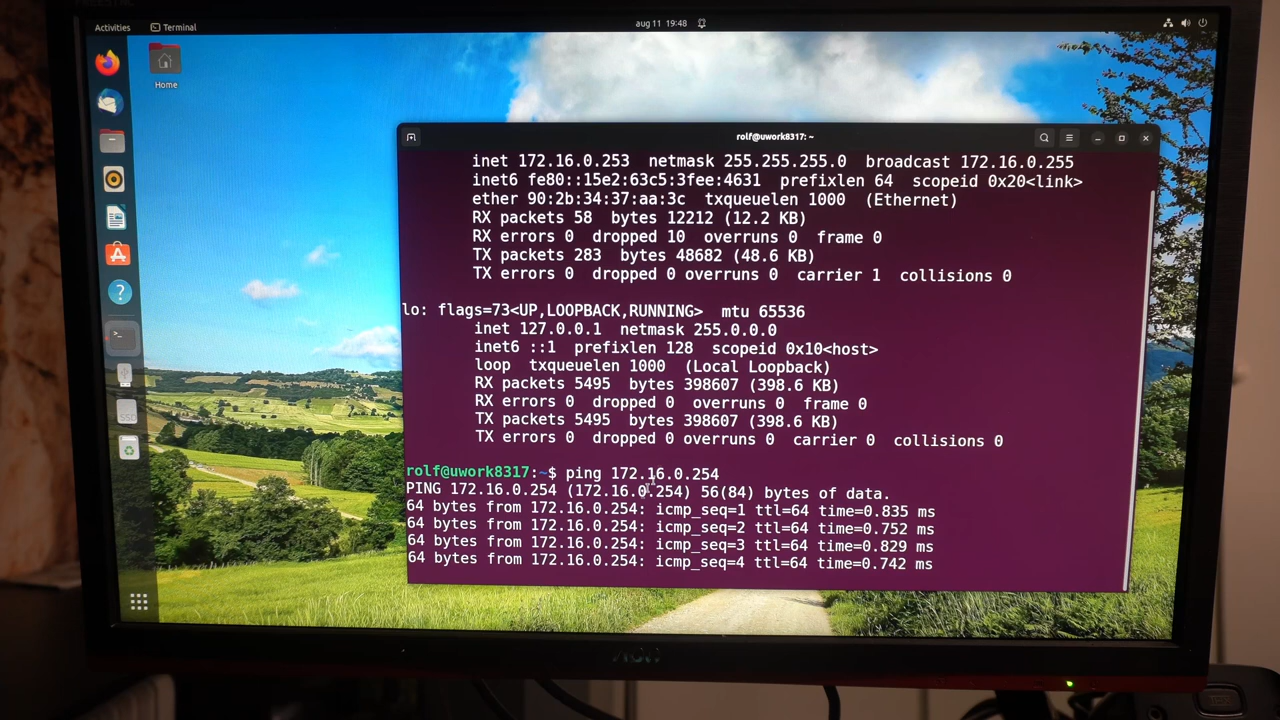 Activities Terminal aug 11 19:48
Home
rolf@uwork8317: ~
inet 172.16.0.253 netmask 255.255.255.0 broadcast 172.16.0.255
inet6 fe80::15e2:63c5:3fee:4631 prefixlen 64 scopeid 0x20<link>
ether 90:2b:34:37:aa:3c txqueuelen 1000 (Ethernet)
RX packets 58 bytes 12212 (12.2 KB)
RX errors 0 dropped 10 overruns 0 frame 0
TX packets 283 bytes 48682 (48.6 KB)
TX errors 0 dropped 0 overruns 0 carrier 1 collisions 0
lo: flags=73<UP,LOOPBACK,RUNNING> mtu 65536
inet 127.0.0.1 netmask 255.0.0.0
inet6 ::1 prefixlen 128 scopeid 0x10<host>
loop txqueuelen 1000 (Local Loopback)
RX packets 5495 bytes 398607 (398.6 KB)
RX errors 0 dropped 0 overruns 0 frame 0
TX packets 5495 bytes 398607 (398.6 KB)
TX errors 0 dropped 0 overruns 0 carrier 0 collisions 0
rolf@uwork8317:~$ ping 172.16.0.254
PING 172.16.0.254 (172.16.0.254) 56(84) bytes of data.
64 bytes from 172.16.0.254: icmp_seq=1 ttl=64 time=0.835 ms
64 bytes from 172.16.0.254: icmp_seq=2 ttl=64 time=0.752 ms
64 bytes from 172.16.0.254: icmp_seq=3 ttl=64 time=0.829 ms
64 bytes from 172.16.0.254: icmp_seq=4 ttl=64 time=0.742 ms
SSD
AOC